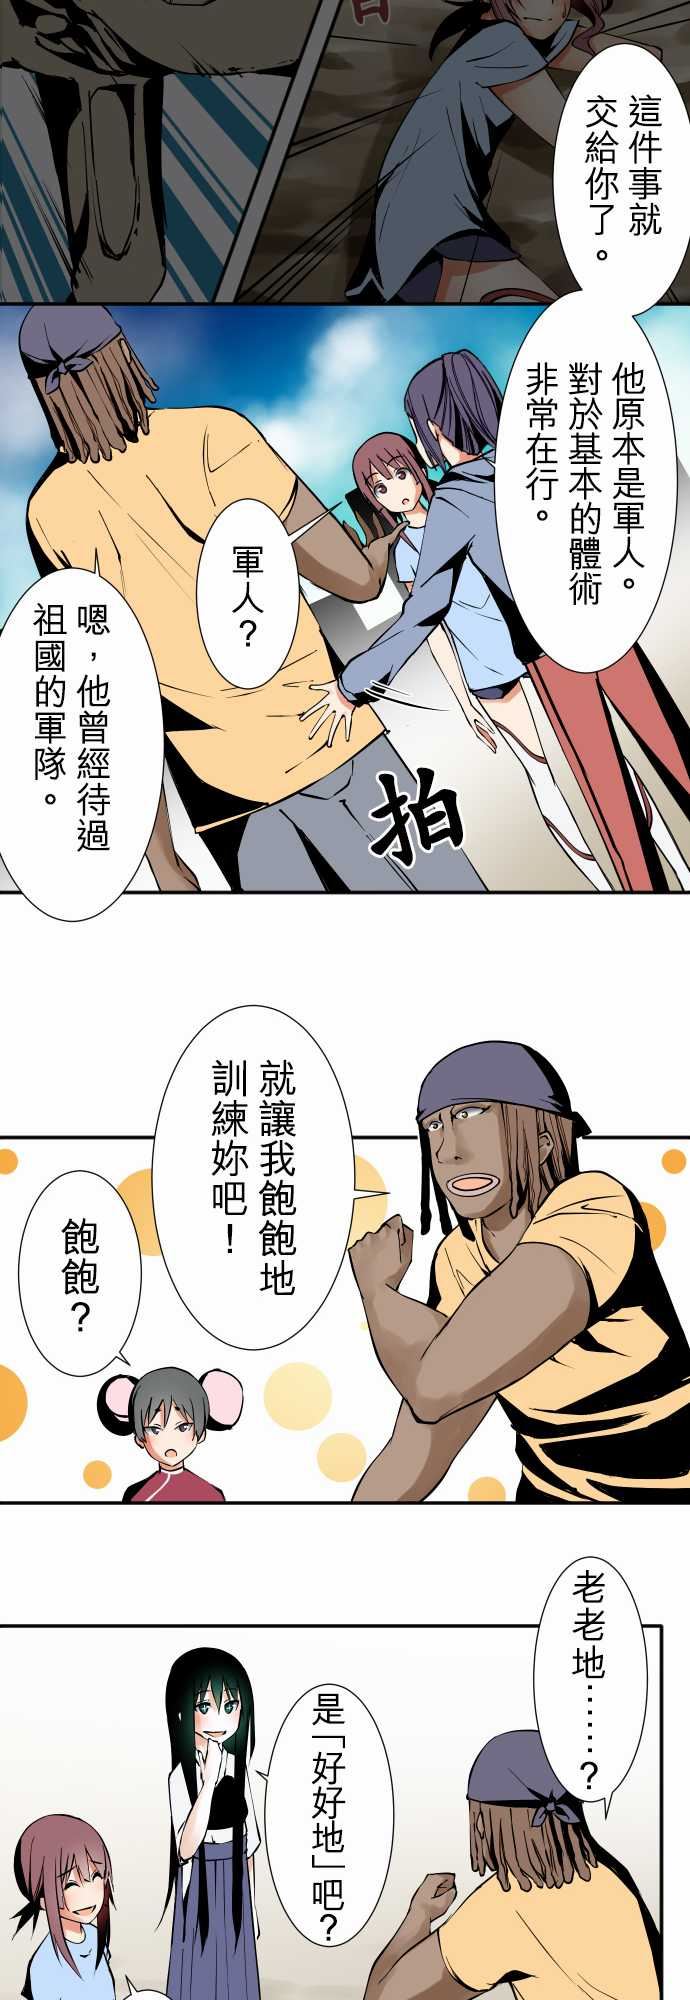 這件事就
交給你了。
他原本是軍人。
對於基本的體術
非常在行。
軍人？
嗯，他曾經待過
祖國的軍隊。
拍
就讓我飽飽地
訓練妳吧！
飽飽？
老老地……？
是「好好地」吧？